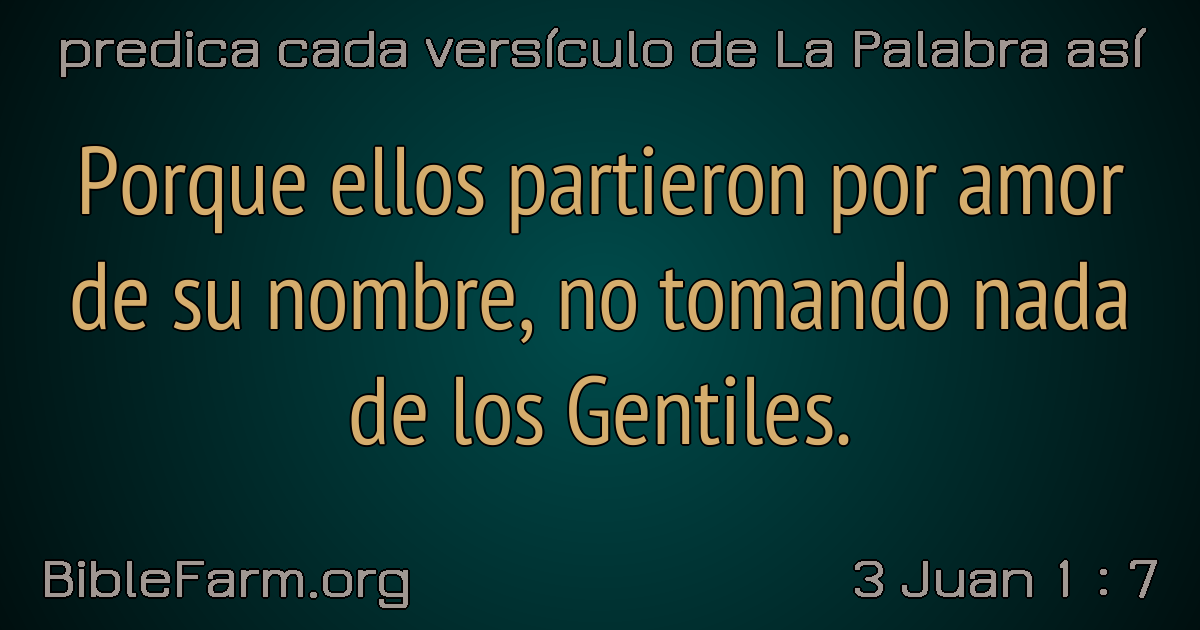 predica cada versículo de La Palabra así
Porque ellos partieron por amor
de su nombre, no tomando nada
de los Gentiles.
BibleFarm.org
3 Juan 1 : 7